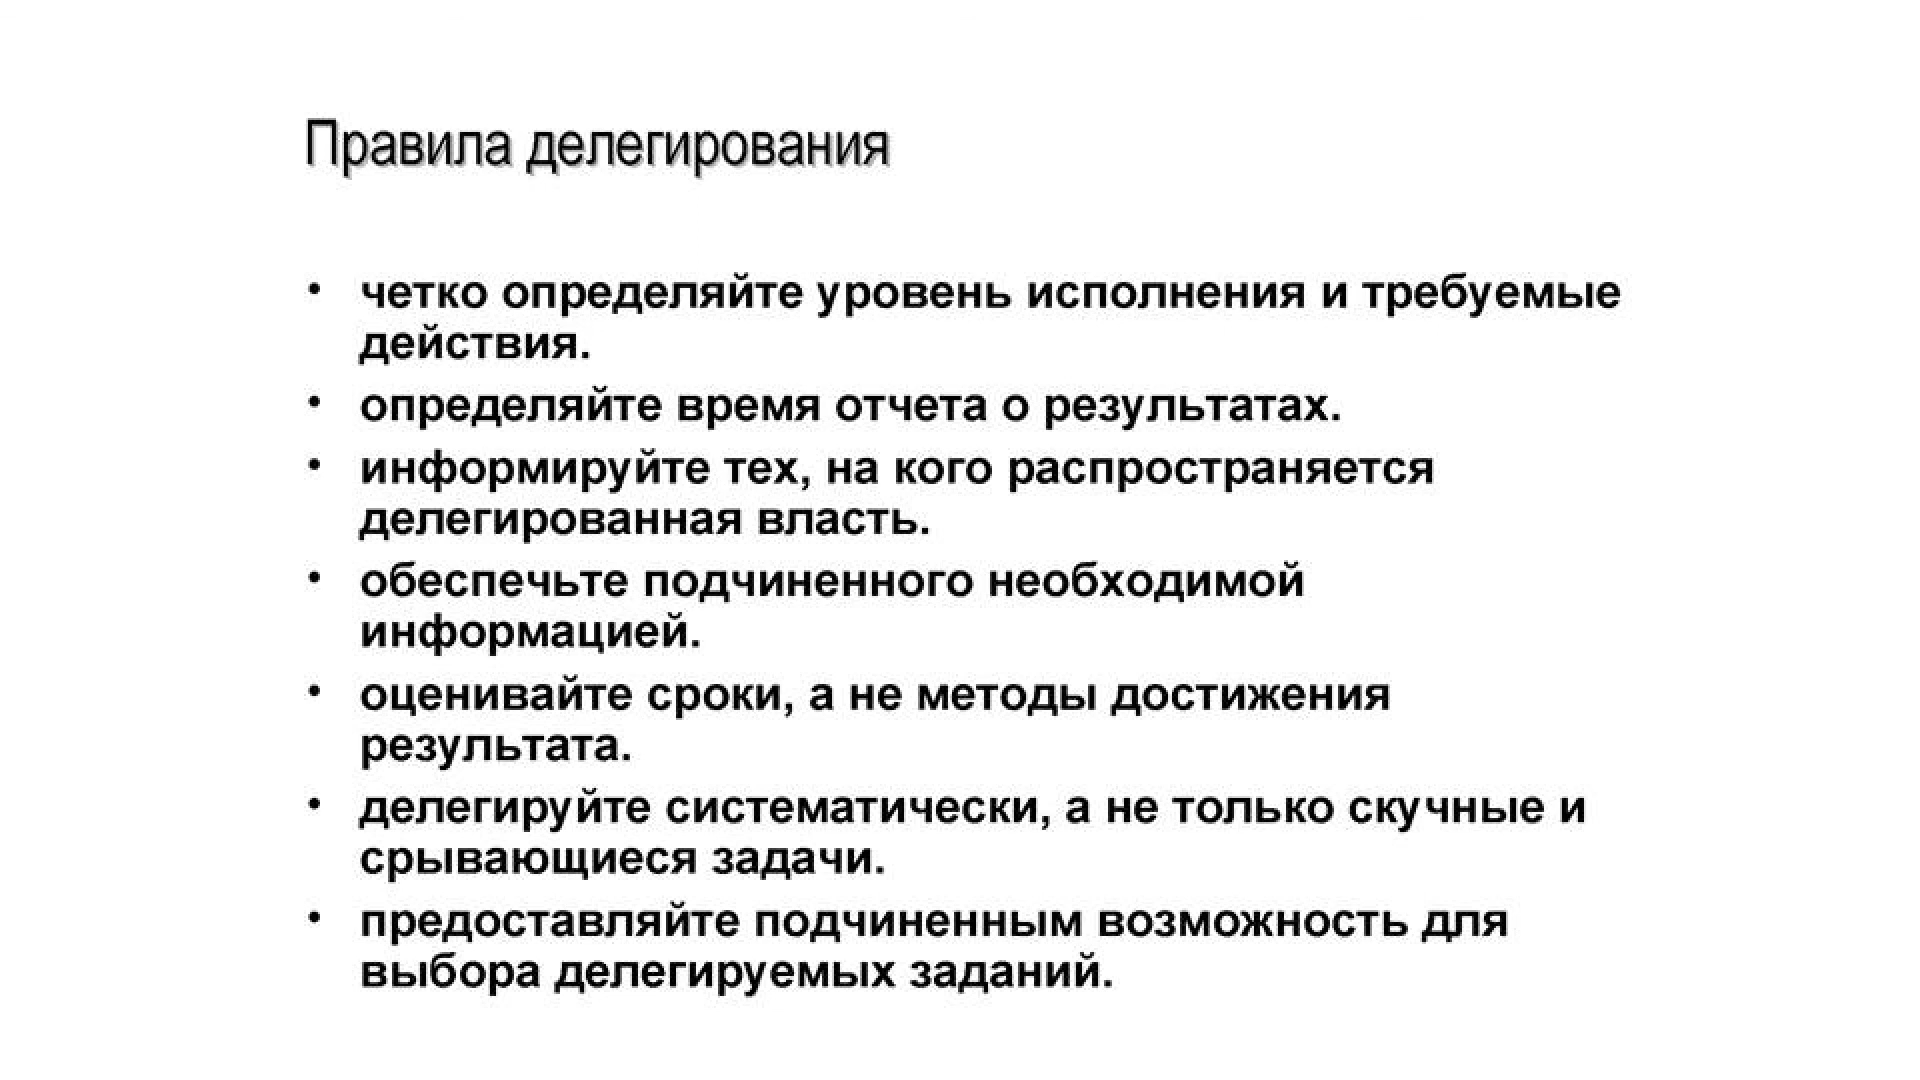 Правила делегирования
• четко определяйте уровень исполнения и требуемые
действия.
• определяйте время отчета о результатах.
• информируйте тех, на кого распространяется
делегированная власть.
• обеспечьте подчиненного необходимой
информацией.
• оценивайте сроки, а не методы достижения
результата.
• делегируйте систематически, а не только скучные и
срывающиеся задачи.
• предоставляйте подчиненным возможность для
выбора делегируемых заданий.